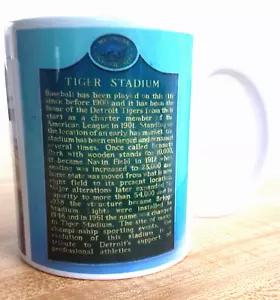 TIGER STADIUM
Baseball has been played on this site
since before 1900 and it has been the
home of the Detroit Tigers from the
start as a charter member of the
American League in 1901. Standing on
the location of an early hay market, the
stadium has been enlarged and renamed
several times. Once called Bennett
Park with wooden stands for 10,000,
it became Navin Field in 1912 when
seating was increased to 23,000 and
home plate was moved from what is now
right field to its present location.
Major alterations later expanded its
capacity to more than 54,000 and in
1938 the structure became Briggs
Stadium. Lights were installed in
1948 and in 1961 the name was changed
to Tiger Stadium. The site of many
championship sporting events, the
evolution of this stadium is a
tribute to Detroit's support of
professional athletics.